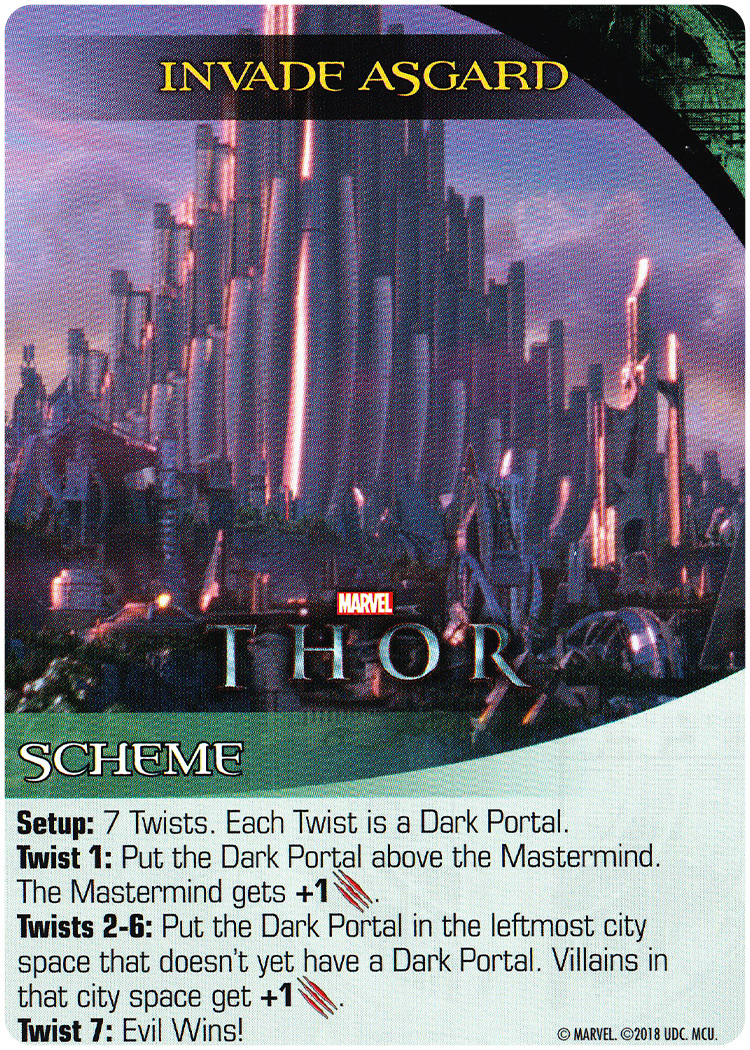 INVADE ASGARD
MARVEL
THOR
SCHEME
Setup: 7 Twists. Each Twist is a Dark Portal.
Twist 1: Put the Dark Portal above the Mastermind.
The Mastermind gets +1.
Twists 2-6: Put the Dark Portal in the leftmost city
space that doesn't yet have a Dark Portal. Villains in
that city space get +1.
Twist 7: Evil Wins!
© MARVEL. ©2018 UDC. MCU.